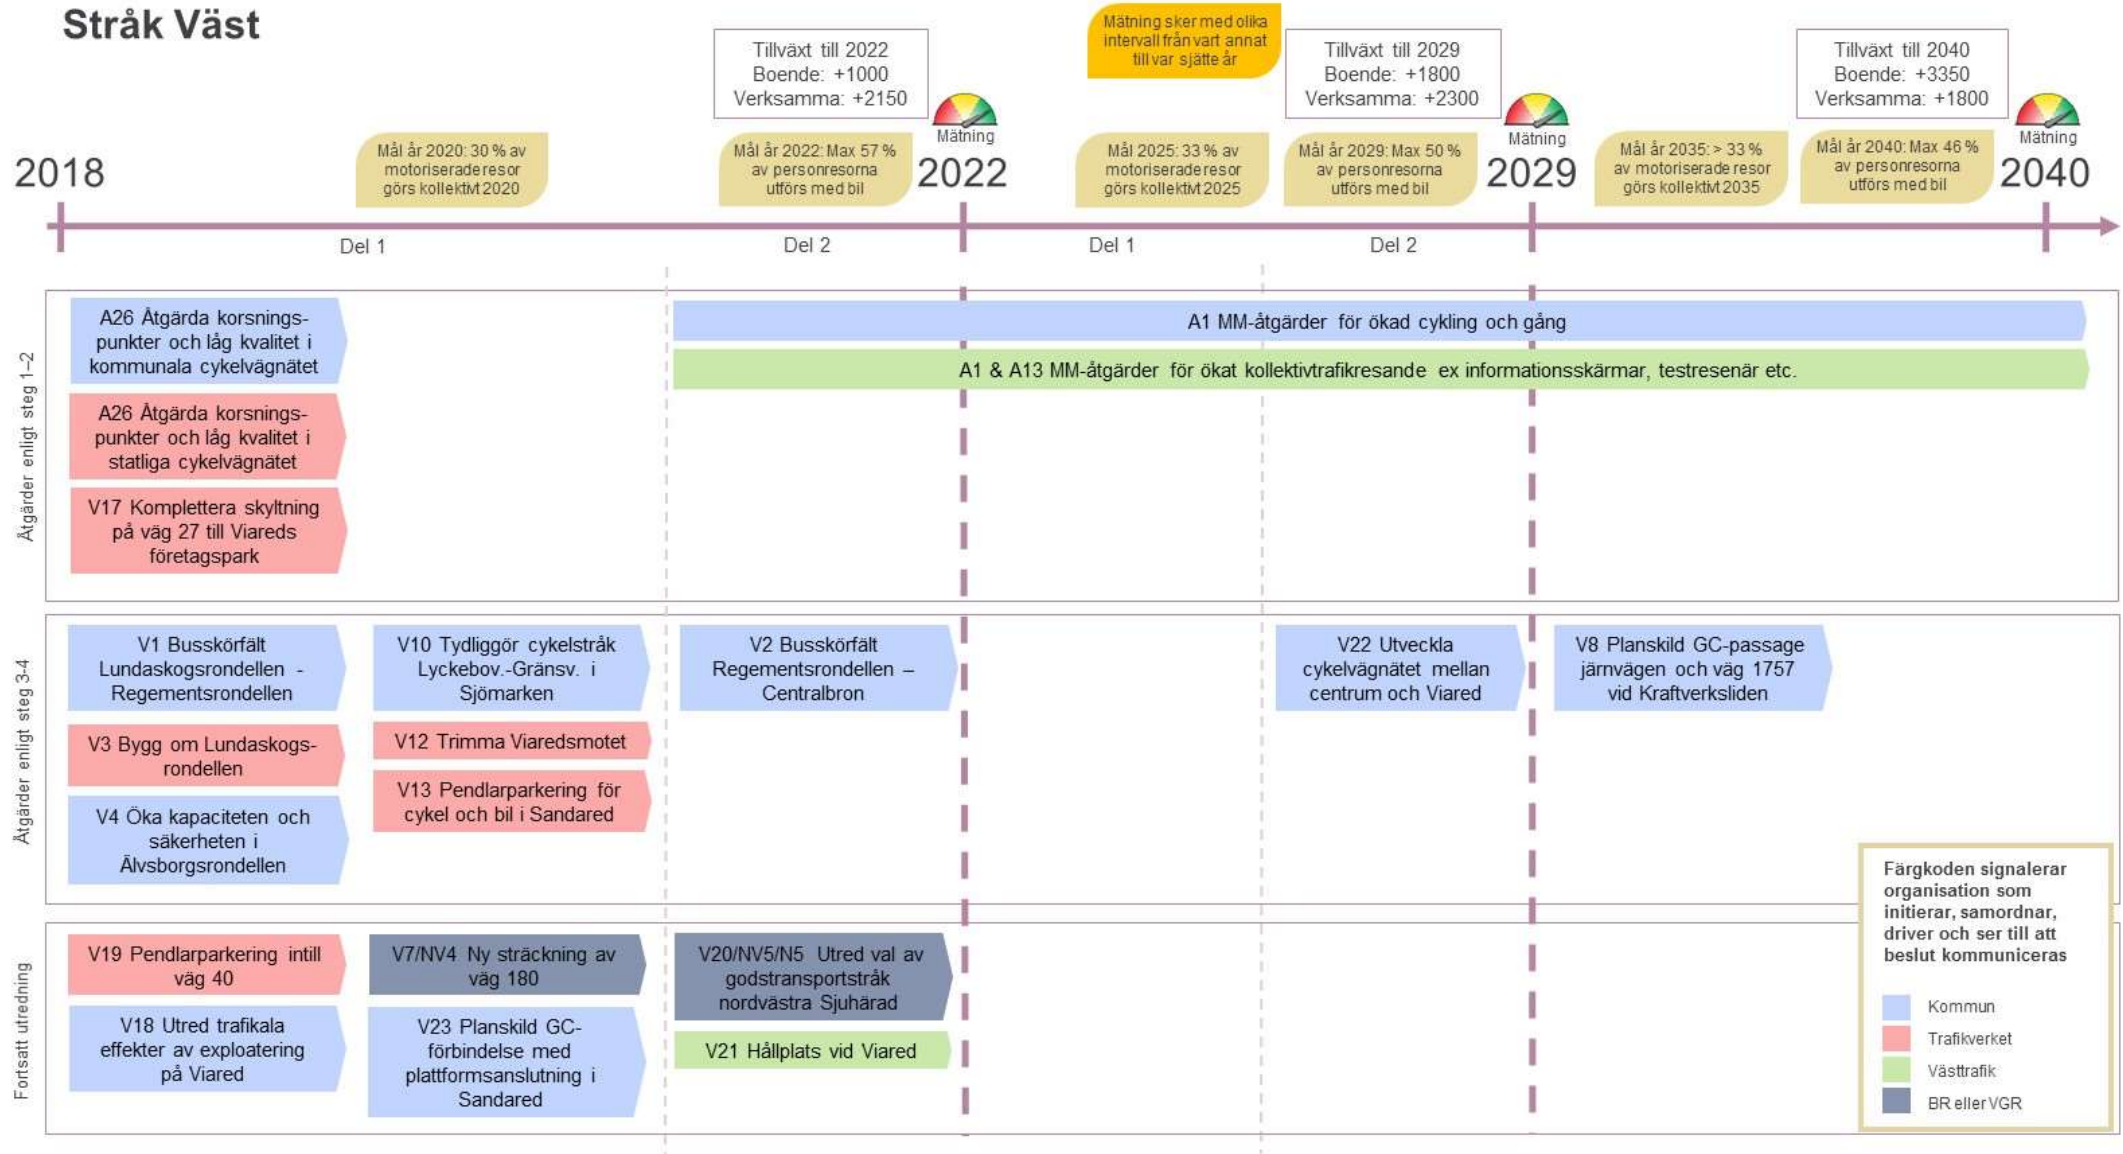 Stråk Väst
Mätning sker med olika
intervall från vart annat
till var sjätte år
Tillväxt till 2022
Boende: +1000
Verksamma: +2150
Tillväxt till 2029
Boende: +1800
Verksamma: +2300
Tillväxt till 2040
Boende: +3350
Verksamma: +1800
Mätning
Mätning
Mätning
2018
Mål år 2020: 30 % av
motoriserade resor
görs kollektivt 2020
Mål år 2022: Max 57 %
av personresorna
utförs med bil
2022
Mål 2025: 33 % av
motoriserade resor
görs kollektivt 2025
Mål år 2029: Max 50 %
av personresorna
utförs med bil
2029
Mål år 2035: > 33 %
av motoriserade resor
görs kollektivt 2035
Mål år 2040: Max 46 %
av personresorna
utförs med bil
2040
Del 1
Del 2
Del 1
Del 2
Åtgärder enligt steg 1–2
A26 Åtgärda korsnings-
punkter och låg kvalitet i
kommunala cykelvägnätet
A26 Åtgärda korsnings-
punkter och låg kvalitet i
statliga cykelvägnätet
V17 Komplettera skyltning
på väg 27 till Viareds
företagspark
A1 MM-åtgärder för ökad cykling och gång
A1 & A13 MM-åtgärder för ökat kollektivtrafikresande ex informationsskärmar, testresenär etc.
Åtgärder enligt steg 3-4
V1 Busskörfält
Lundaskogsrondellen -
Regementsrondellen
V3 Bygg om Lundaskogs-
rondellen
V4 Öka kapaciteten och
säkerheten i
Älvsborgsrondellen
V10 Tydliggör cykelstråk
Lyckebov.-Gränsv. i
Sjömarken
V12 Trimma Viaredsmotet
V13 Pendlarparkering för
cykel och bil i Sandared
V2 Busskörfält
Regementsrondellen –
Centralbron
V22 Utveckla
cykelvägnätet mellan
centrum och Viared
V8 Planskild GC-passage
järnvägen och väg 1757
vid Kraftverksliden
Fortsatt utredning
V19 Pendlarparkering intill
väg 40
V18 Utred trafikala
effekter av exploatering
på Viared
V7/NV4 Ny sträckning av
väg 180
V23 Planskild GC-
förbindelse med
plattformsanslutning i
Sandared
V20/NV5/N5 Utred val av
godstransportstråk
nordvästra Sjuhärad
V21 Hållplats vid Viared
Färgkoden signalerar
organisation som
initierar, samordnar,
driver och ser till att
beslut kommuniceras
Kommun
Trafikverket
Västtrafik
BR eller VGR